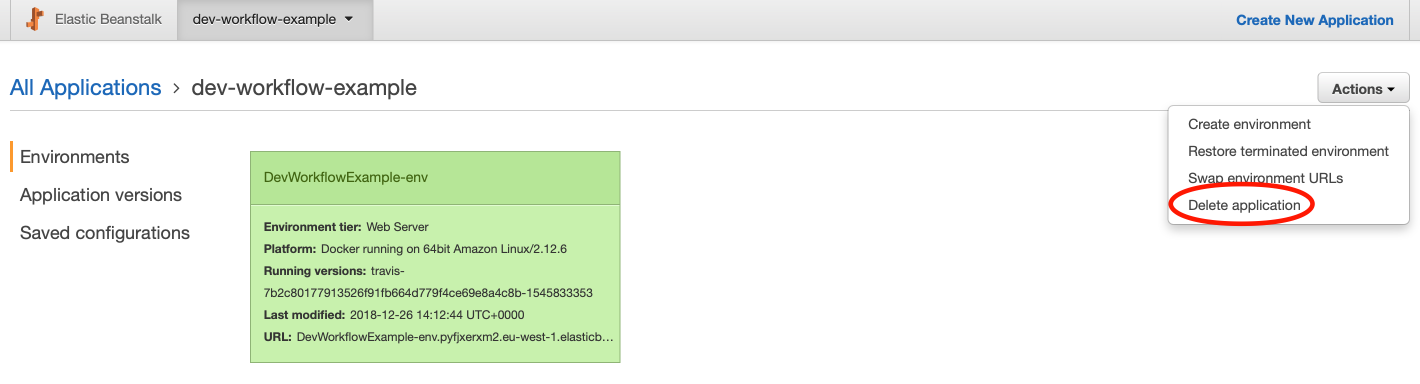 Elastic Beanstalk
dev-workflow-example
Create New Application
All Applications › dev-workflow-example
Actions
Create environment
Restore terminated environment
Swap environment URLs
Delete application
Environments
Application versions
Saved configurations
DevWorkflowExample-env
Environment tier: Web Server
Platform: Docker running on 64bit Amazon Linux/2.12.6
Running versions: travis-
7b2c80177913526f91fb664d779f4ce69e8a4c8b-1545833353
Last modified: 2018-12-26 14:12:44 UTC+0000
URL: DevWorkflowExample-env.pyfjxerxm2.eu-west-1.elasticb…